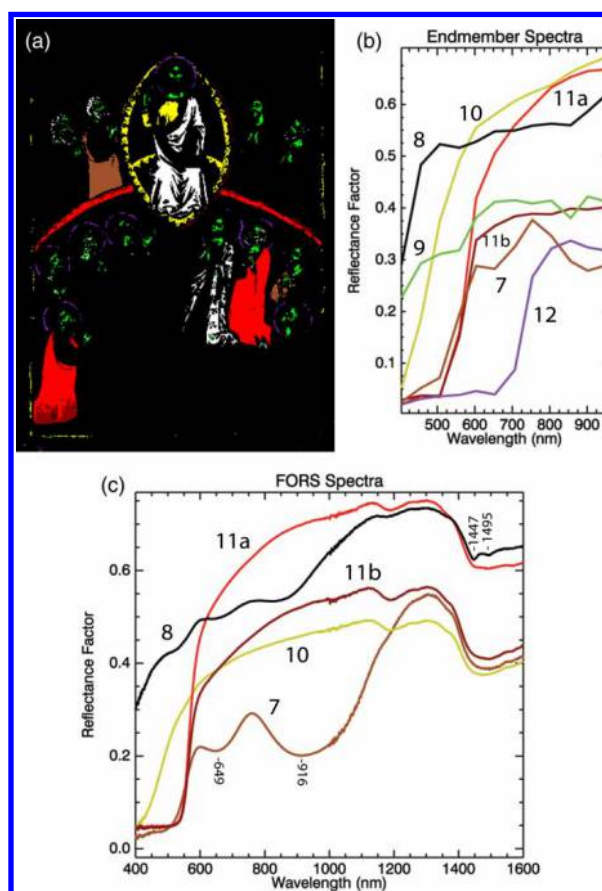 (a)
(b)
Endmember Spectra
Reflectance Factor
0.6
0.5
0.4
0.3
0.2
0.1
10
11a
8
9
11b
7
12
500 600 700 800 900
Wavelength (nm)
(c)
FORS Spectra
Reflectance Factor
0.6
0.4
0.2
0.0
11a
-1447
-1495
8
11b
10
7
-649
-916
400 600 800 1000 1200 1400 1600
Wavelength (nm)